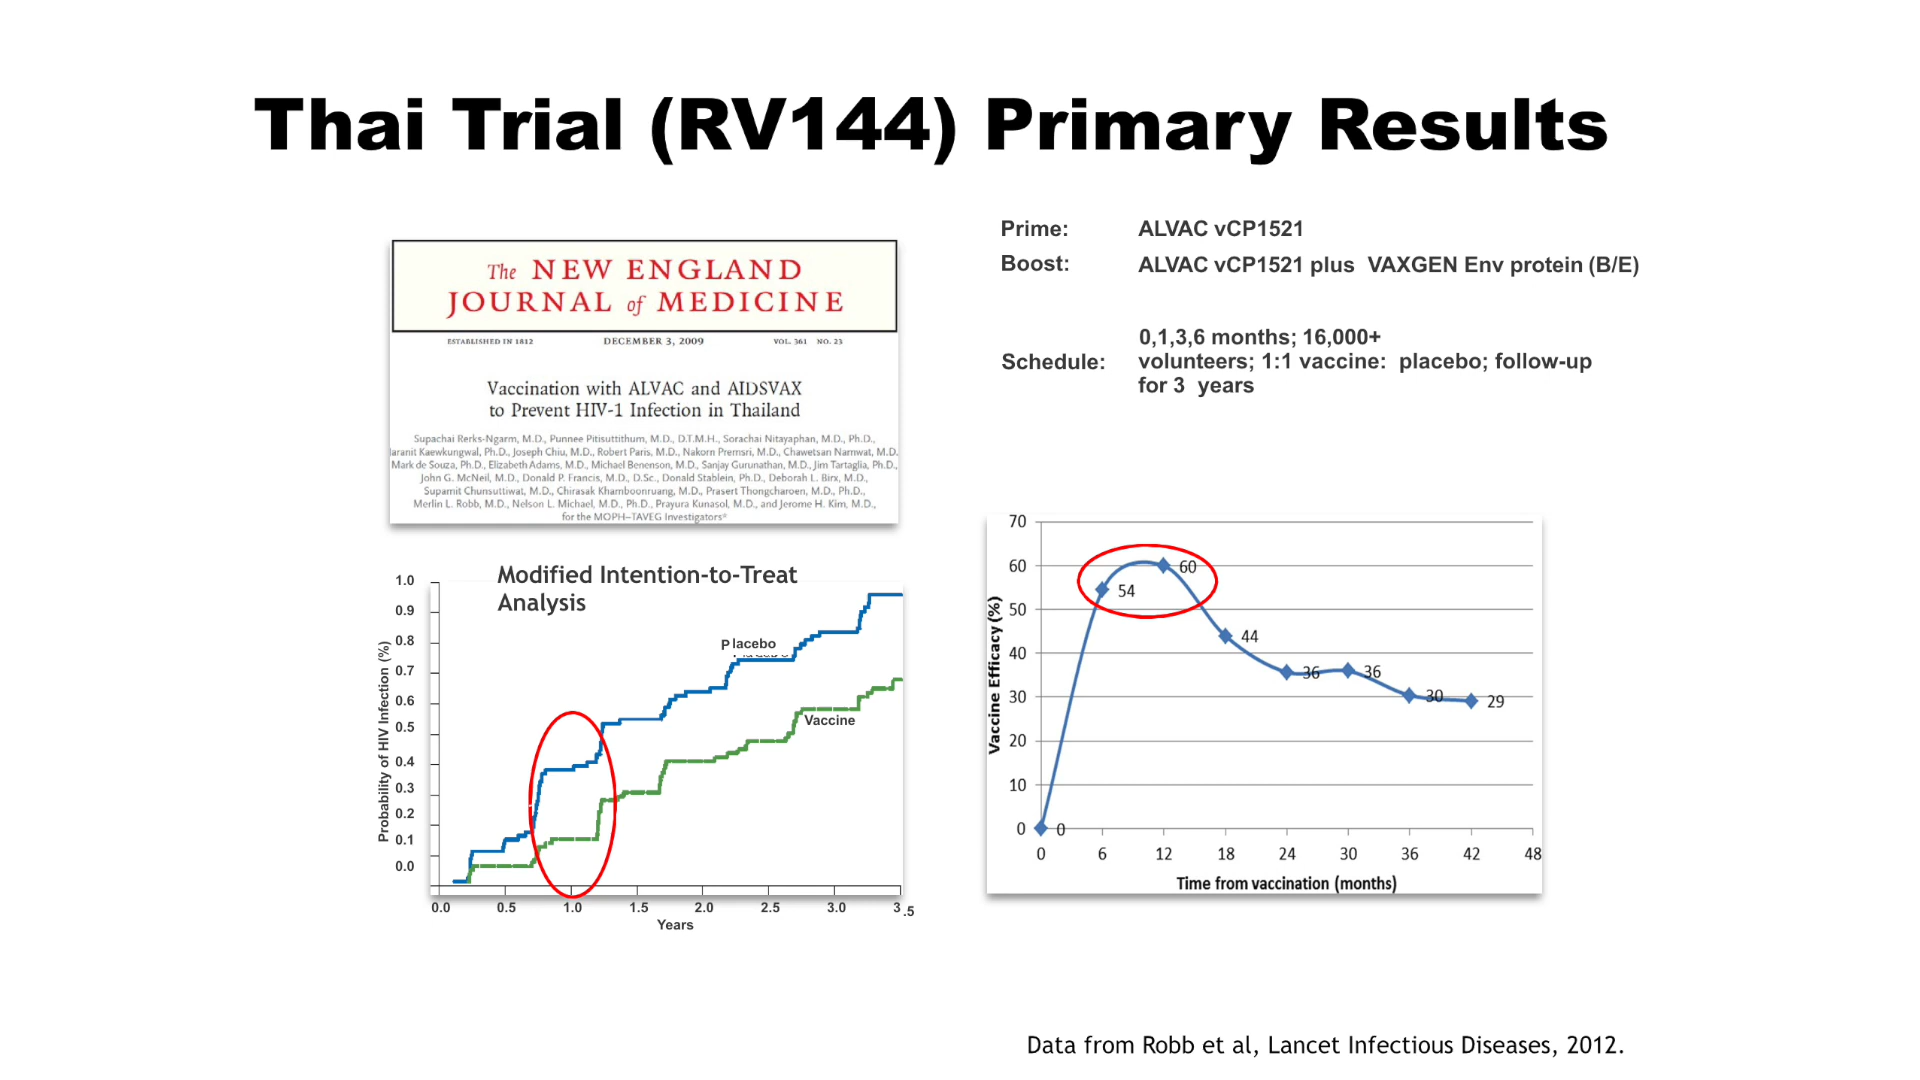 Thai Trial (RV144) Primary Results
The NEW ENGLAND
JOURNAL of MEDICINE
ESTABLISHED IN 1812 DECEMBER 3, 2009 VOL. 361 NO. 23
Vaccination with ALVAC and AIDSVAX
to Prevent HIV-1 Infection in Thailand
Supachai Rerks-Ngarm, M.D., Punnee Pitisuttithum, M.D., D.T.M.H., Sorachai Nitayaphan, M.D., Ph.D.,
aranit Kaewkungwal, Ph.D., Joseph Chiu, M.D., Robert Paris, M.D., Nakorn Premsri, M.D., Chawetsan Namwat, M.D.
Mark de Souza, Ph.D., Elizabeth Adams, M.D., Michael Benenson, M.D., Sanjay Gurunathan, M.D., Jim Tartaglia, Ph.D.,
John G. McNeil, M.D., Donald P. Francis, M.D., D.Sc., Donald Stablein, Ph.D., Deborah L. Birx, M.D.,
Supamit Chunsuttiwat, M.D., Chirasak Khamboonruang, M.D., Prasert Thongcharoen, M.D., Ph.D.,
Merlin L. Robb, M.D., Nelson L. Michael, M.D., Ph.D., Prayura Kunasol, M.D., and Jerome H. Kim, M.D.,
for the MOPH–TAVEG Investigators*
Prime: ALVAC vCP1521
Boost: ALVAC vCP1521 plus VAXGEN Env protein (B/E)
Schedule: 0,1,3,6 months; 16,000+
volunteers; 1:1 vaccine: placebo; follow-up
for 3 years
Modified Intention-to-Treat
Analysis
Probability of HIV Infection (%)
1.0
0.9
0.8
0.7
0.6
0.5
0.4
0.3
0.2
0.1
0.0
Placebo
Vaccine
0.0 0.5 1.0 1.5 2.0 2.5 3.0 3.5
Years
Vaccine Efficacy (%)
70
60
50
40
30
20
10
0
0 54 60 44 36 36 30 29
0 6 12 18 24 30 36 42 48
Time from vaccination (months)
Data from Robb et al, Lancet Infectious Diseases, 2012.